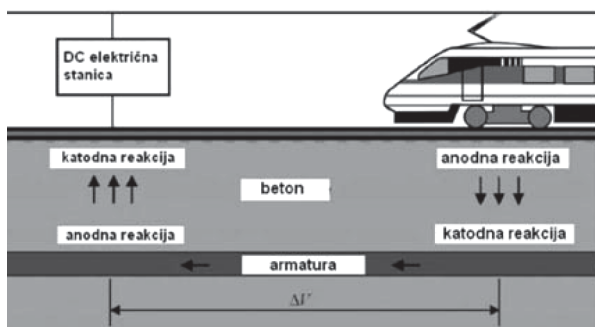 DC električna
stanica
katodna reakcija
anodna reakcija
beton
anodna reakcija
katodna reakcija
armatura
ΔV